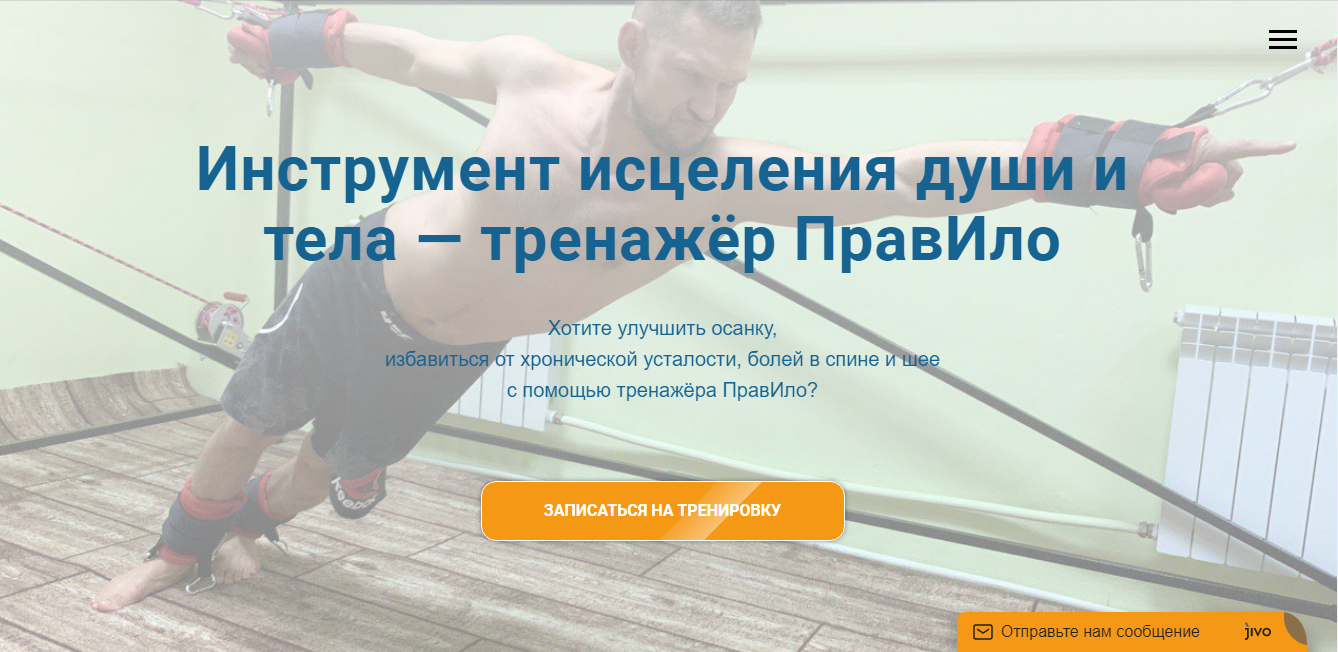 Инструмент исцеления души и
тела — тренажёр ПравИло
Хотите улучшить осанку,
избавиться от хронической усталости, болей в спине и шее
с помощью тренажёра ПравИло?
Reebok
ЗАПИСАТЬСЯ НА ТРЕНИРОВКУ
Отправьте нам сообщение
jivo